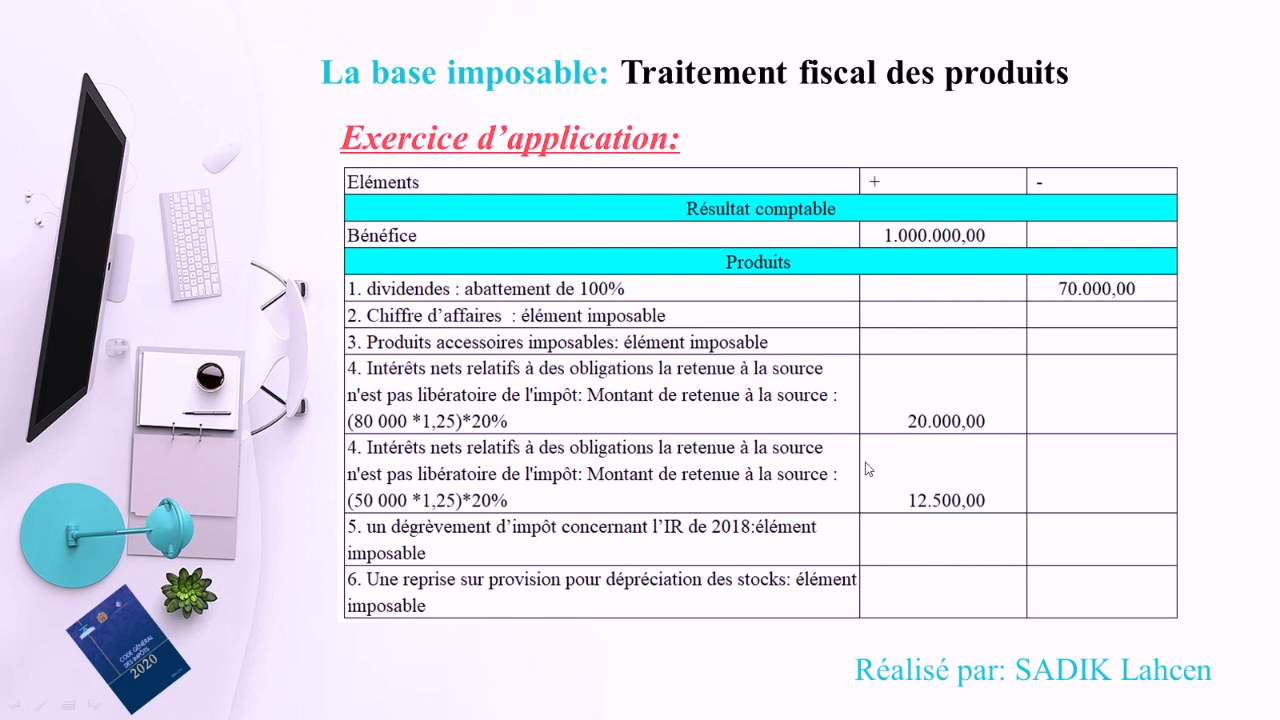 La base imposable: Traitement fiscal des produits
Exercice d’application:
Eléments + -
Résultat comptable
Bénéfice 1.000.000,00
Produits
1. dividendes : abattement de 100% 70.000,00
2. Chiffre d’affaires : élément imposable
3. Produits accessoires imposables: élément imposable
4. Intérêts nets relatifs à des obligations la retenue à la source
n'est pas libératoire de l'impôt: Montant de retenue à la source :
(80 000 *1,25)*20% 20.000,00
4. Intérêts nets relatifs à des obligations la retenue à la source
n'est pas libératoire de l'impôt: Montant de retenue à la source :
(50 000 *1,25)*20% 12.500,00
5. un dégrèvement d’impôt concernant l’IR de 2018:élément
imposable
6. Une reprise sur provision pour dépréciation des stocks: élément
imposable
CODE GÉNÉRAL
DES IMPÔTS
2020
Réalisé par: SADIK Lahcen